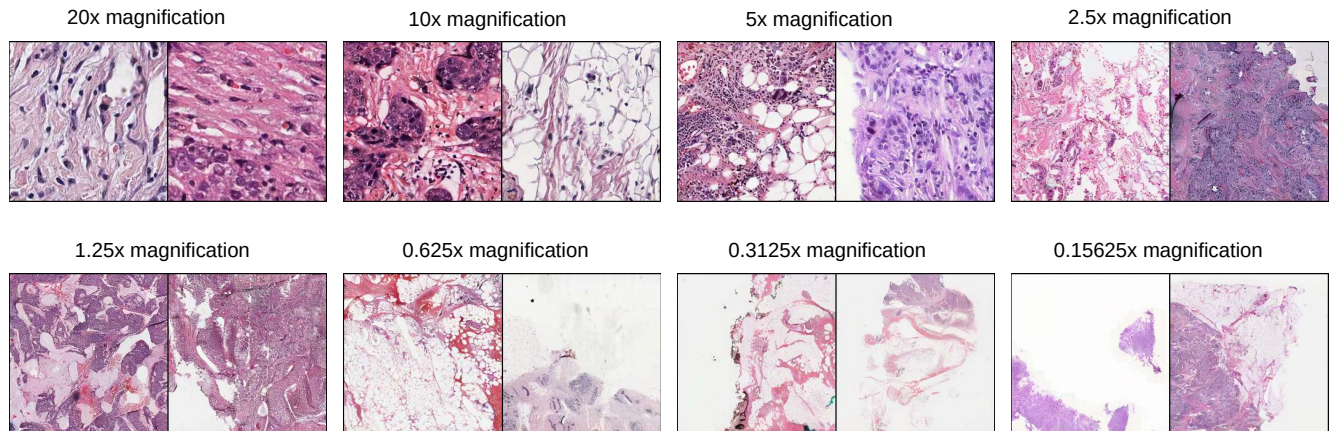 20x magnification
10x magnification
5x magnification
2.5x magnification
1.25x magnification
0.625x magnification
0.3125x magnification
0.15625x magnification